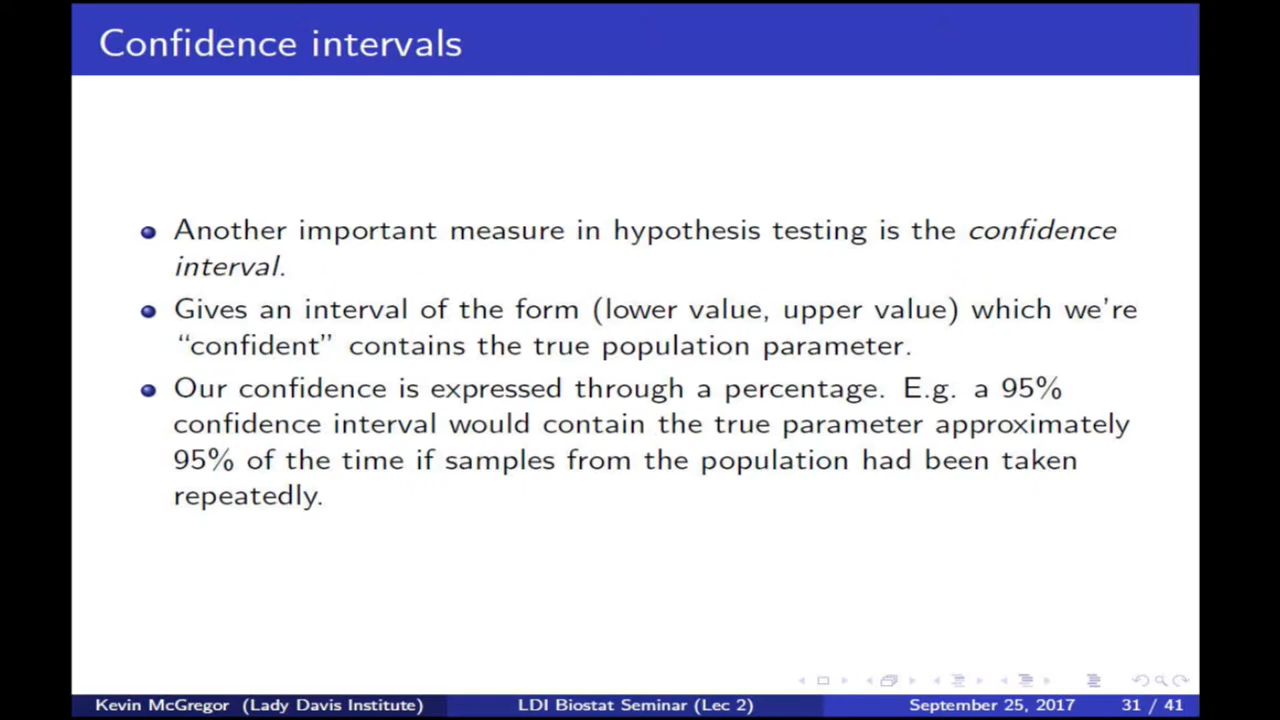 Confidence intervals
Another important measure in hypothesis testing is the confidence
interval.
Gives an interval of the form (lower value, upper value) which we're
“confident” contains the true population parameter.
Our confidence is expressed through a percentage. E.g. a 95%
confidence interval would contain the true parameter approximately
95% of the time if samples from the population had been taken
repeatedly.
Kevin McGregor (Lady Davis Institute) LDI Biostat Seminar (Lec 2) September 25, 2017 31 / 41